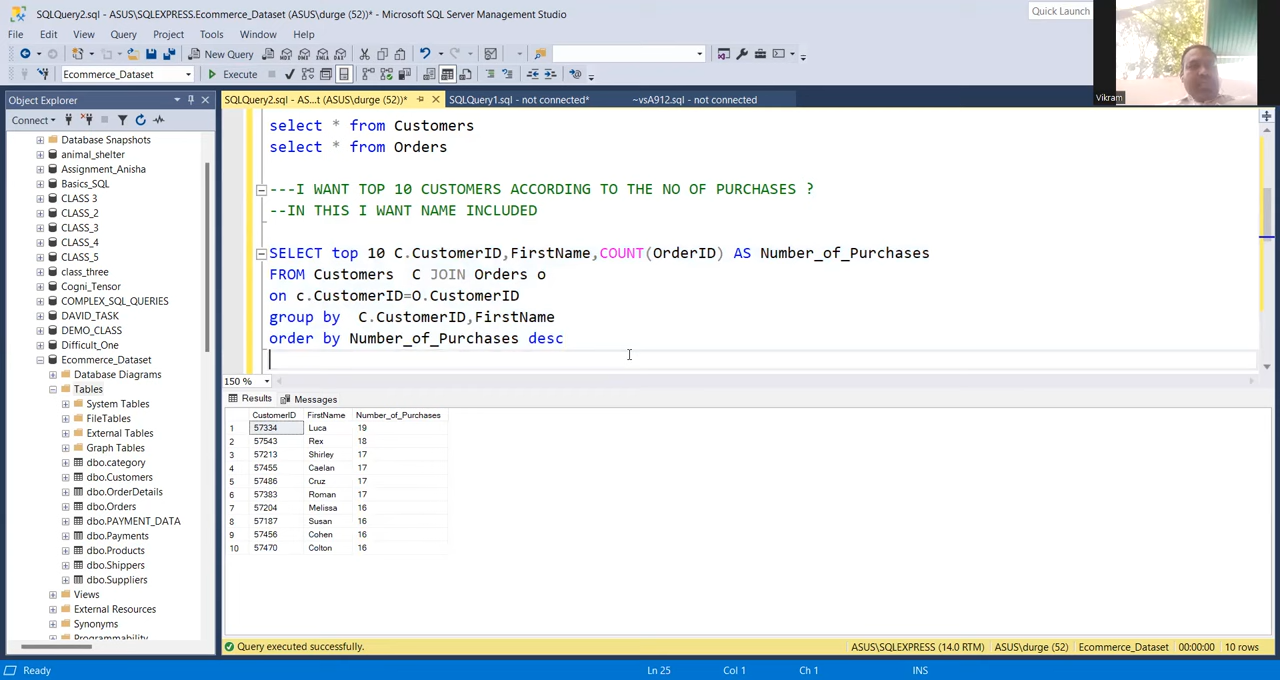 SQLQuery2.sql - ASUS\SQLEXPRESS.Ecommerce_Dataset (ASUS\durge (52))* - Microsoft SQL Server Management Studio
Quick Launch
File Edit View Query Project Tools Window Help
New Query
Ecommerce_Dataset Execute
Vikram
Object Explorer
SQLQuery2.sql - AS...t (ASUS\durge (52))* SQLQuery1.sql - not connected* ~vsA912.sql - not connected
Connect
Database Snapshots
animal_shelter
Assignment_Anisha
Basics_SQL
CLASS 3
CLASS_2
CLASS_3
CLASS_4
CLASS_5
class_three
Cogni_Tensor
COMPLEX_SQL_QUERIES
DAVID_TASK
DEMO_CLASS
Difficult_One
Ecommerce_Dataset
Database Diagrams
Tables
System Tables
FileTables
External Tables
Graph Tables
dbo.category
dbo.Customers
dbo.OrderDetails
dbo.Orders
dbo.PAYMENT_DATA
dbo.Payments
dbo.Products
dbo.Shippers
dbo.Suppliers
Views
External Resources
Synonyms
Programmability
select * from Customers
select * from Orders
---I WANT TOP 10 CUSTOMERS ACCORDING TO THE NO OF PURCHASES ?
--IN THIS I WANT NAME INCLUDED
SELECT top 10 C.CustomerID,FirstName,COUNT(OrderID) AS Number_of_Purchases
FROM Customers  C JOIN Orders o
on c.CustomerID=O.CustomerID
group by  C.CustomerID,FirstName
order by Number_of_Purchases desc
150 %
Results Messages
CustomerID FirstName Number_of_Purchases
1 57334 Luca 19
2 57543 Rex 18
3 57213 Shirley 17
4 57455 Caelan 17
5 57486 Cruz 17
6 57383 Roman 17
7 57204 Melissa 16
8 57187 Susan 16
9 57456 Cohen 16
10 57470 Colton 16
Query executed successfully.
ASUS\SQLEXPRESS (14.0 RTM) ASUS\durge (52) Ecommerce_Dataset 00:00:00 10 rows
Ready Ln 25 Col 1 Ch 1 INS